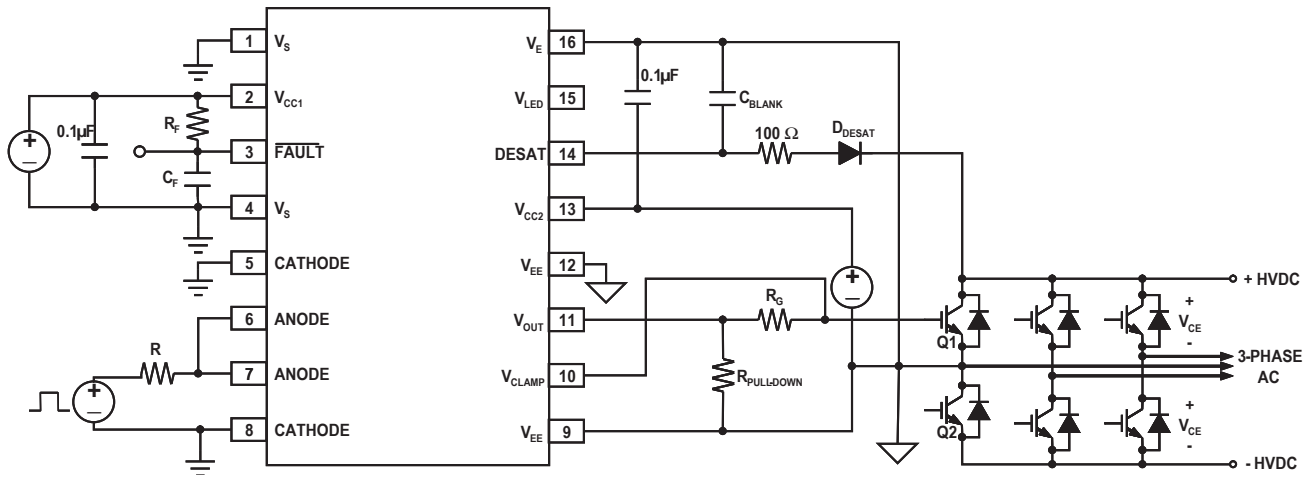 1 V_S
2 V_CC1
3 FAULT
4 V_S
5 CATHODE
6 ANODE
7 ANODE
8 CATHODE
V_E 16
V_LED 15
DESAT 14
V_CC2 13
V_EE 12
V_OUT 11
V_CLAMP 10
V_EE 9
0.1µF
R_F
C_F
R
+
–
+
–
0.1µF
C_BLANK
100 Ω
D_DESAT
R_G
R_PULL-DOWN
+
–
+ HVDC
Q1
+
V_CE
-
3-PHASE
AC
Q2
+
V_CE
-
- HVDC